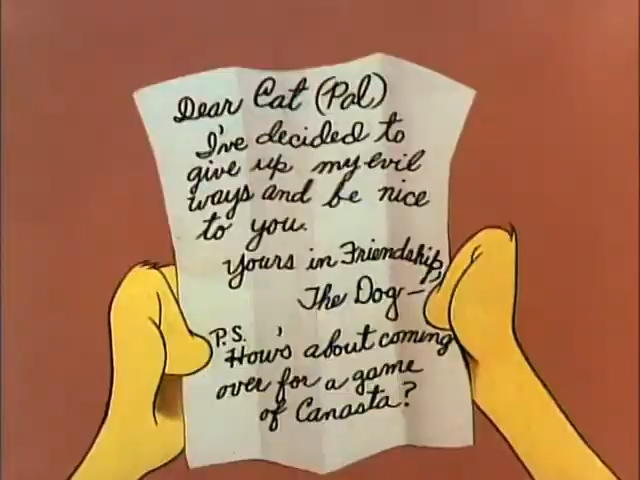 Dear Cat (Pal)
I've decided to
give up my evil
ways and be nice
to you.
Yours in Friendship,
The Dog—
P.S.
How's about coming
over for a game
of Canasta?